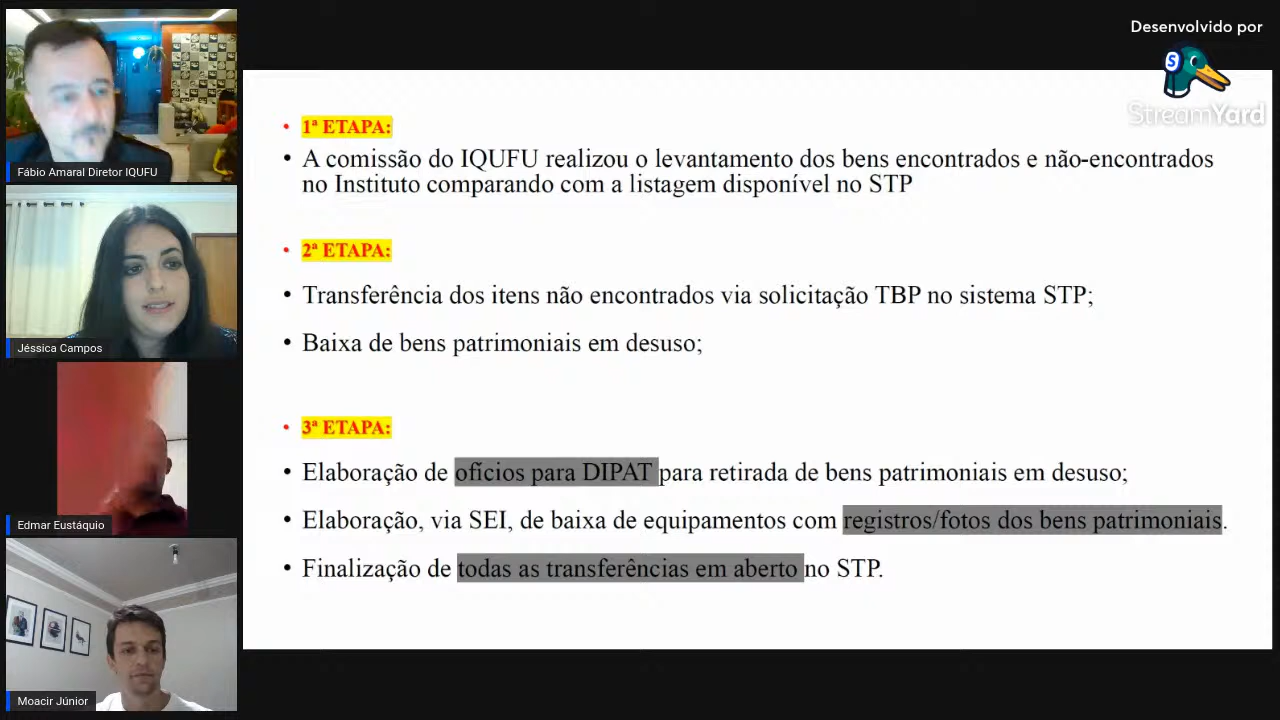 Desenvolvido por
StreamYard
Fábio Amaral Diretor IQUFU
Jéssica Campos
Edmar Eustáquio
Moacir Júnior
• 1ª ETAPA:
• A comissão do IQUFU realizou o levantamento dos bens encontrados e não-encontrados
no Instituto comparando com a listagem disponível no STP
• 2ª ETAPA:
• Transferência dos itens não encontrados via solicitação TBP no sistema STP;
• Baixa de bens patrimoniais em desuso;
• 3ª ETAPA:
• Elaboração de ofícios para DIPAT para retirada de bens patrimoniais em desuso;
• Elaboração, via SEI, de baixa de equipamentos com registros/fotos dos bens patrimoniais.
• Finalização de todas as transferências em aberto no STP.